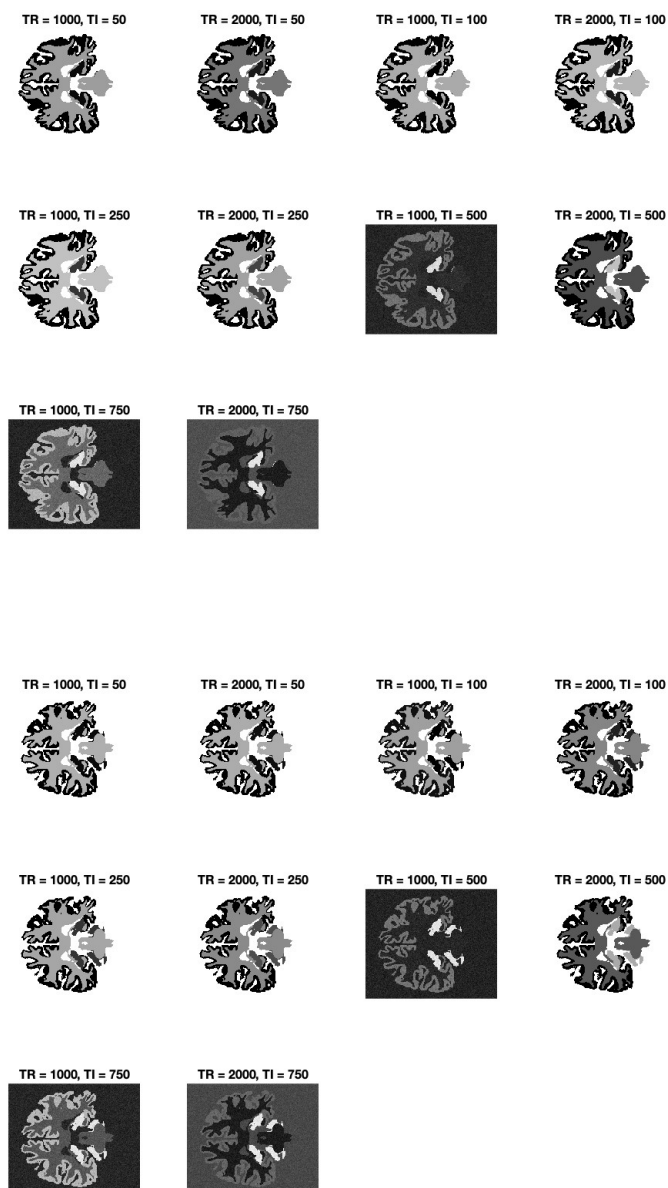 TR = 1000, TI = 50
TR = 2000, TI = 50
TR = 1000, TI = 100
TR = 2000, TI = 100
TR = 1000, TI = 250
TR = 2000, TI = 250
TR = 1000, TI = 500
TR = 2000, TI = 500
TR = 1000, TI = 750
TR = 2000, TI = 750
TR = 1000, TI = 50
TR = 2000, TI = 50
TR = 1000, TI = 100
TR = 2000, TI = 100
TR = 1000, TI = 250
TR = 2000, TI = 250
TR = 1000, TI = 500
TR = 2000, TI = 500
TR = 1000, TI = 750
TR = 2000, TI = 750